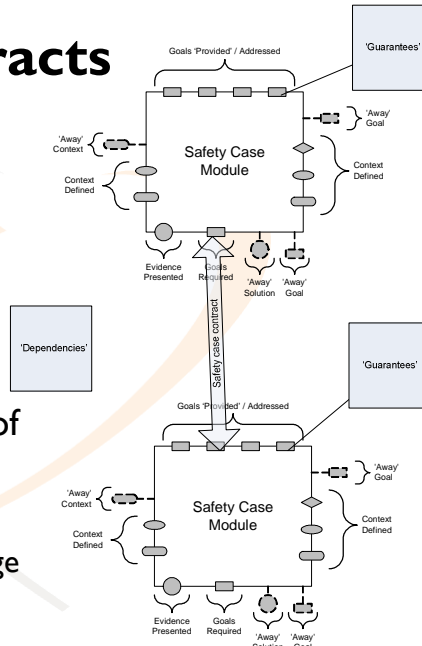 racts
Goals 'Provided' / Addressed
'Guarantees'
'Away'
Goal
'Away'
Context
Safety Case
Module
Context
Defined
Context
Defined
Evidence
Presented
Goals
Required
'Away'
Solution
'Away'
Goal
Safety case contract
'Dependencies'
'Guarantees'
Goals 'Provided' / Addressed
of
'Away'
Goal
'Away'
Context
Safety Case
Module
Context
Defined
Context
Defined
ge
Evidence
Presented
Goals
Required
'Away'
Solution
'Away'
Goal